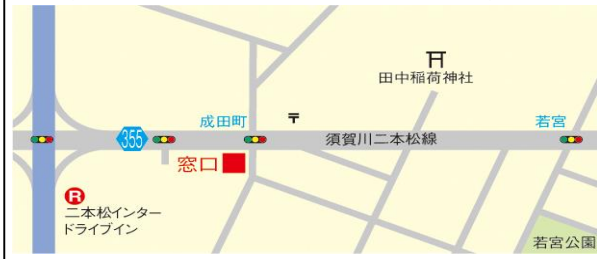 田中稲荷神社
成田町
〒
若宮
355
須賀川二本松線
窓口
R
二本松インター
ドライブイン
若宮公園